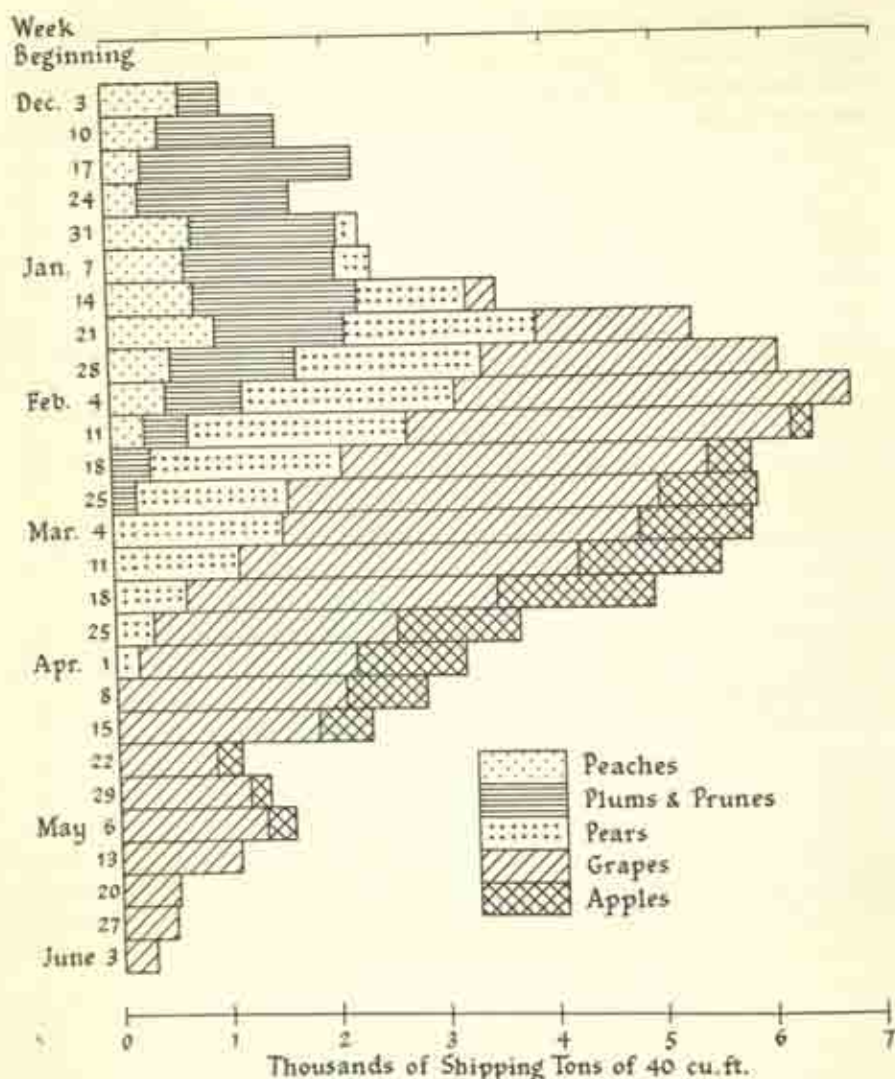 Week
Beginning
Dec. 3
10
17
24
31
Jan. 7
14
21
28
Feb. 4
11
18
25
Mar. 4
11
18
25
Apr. 1
8
15
22
29
May 6
13
20
27
June 3
Peaches
Plums & Prunes
Pears
Grapes
Apples
0 1 2 3 4 5 6 7
Thousands of Shipping Tons of 40 cu.ft.